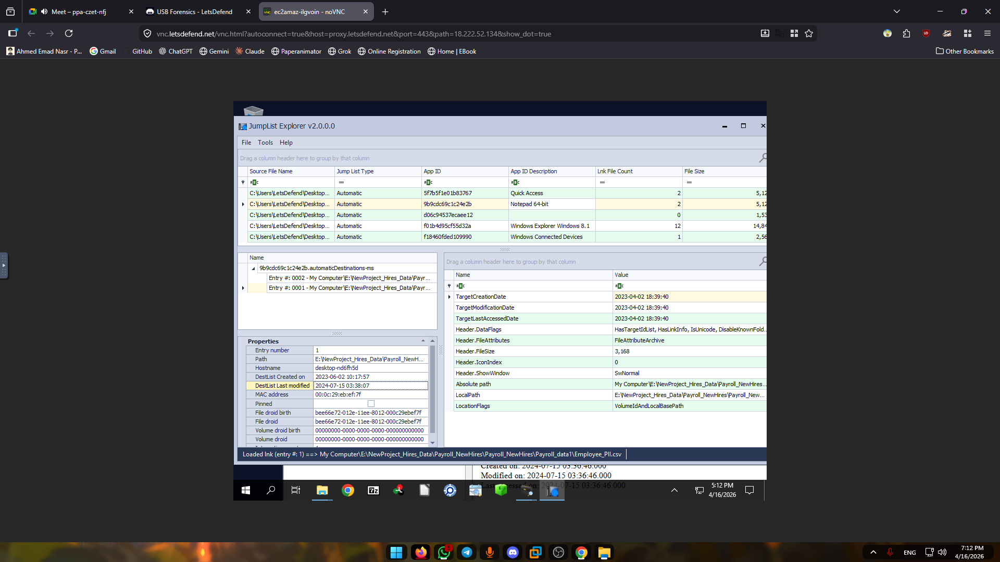 Meet – ppa-czet-nfj
USB Forensics - LetsDefend
ec2amaz-ilgvoin - noVNC
vnc.letsdefend.net/vnc.html?autoconnect=true&host=proxy.letsdefend.net&port=443&path=18.222.52.134&show_dot=true
Ahmed Emad Nasr - P... Gmail GitHub ChatGPT Gemini Claude Paperanimator Grok Online Registration Home | EBook Other Bookmarks
JumpList Explorer v2.0.0.0
File Tools Help
Drag a column header here to group by that column
Source File Name Jump List Type App ID App ID Description Lnk File Count File Size
C:\Users\LetsDefend\Desktop... Automatic 5f7b5f1e01b83767 Quick Access 2 5,12
C:\Users\LetsDefend\Desktop... Automatic 9b9cdc69c1c24e2b Notepad 64-bit 2 5,12
C:\Users\LetsDefend\Desktop... Automatic d06c94537ecaee12 0 1,53
C:\Users\LetsDefend\Desktop... Automatic f01b4d95cf55d32a Windows Explorer Windows 8.1 12 14,84
C:\Users\LetsDefend\Desktop... Automatic f18460fded109990 Windows Connected Devices 1 2,56
Name
9b9cdc69c1c24e2b.automaticDestinations-ms
Entry #: 0002 - My Computer\E:\NewProject_Hires_Data\Payr...
Entry #: 0001 - My Computer\E:\NewProject_Hires_Data\Payr...
Properties
Entry number 1
Path E:\NewProject_Hires_Data\Payroll_NewH...
Hostname desktop-nd6fh5d
DestList Created on 2023-06-02 10:17:57
DestList Last modified 2024-07-15 03:38:07
MAC address 00:0c:29:eb:ef:7f
Pinned
File droid birth bee66e72-012e-11ee-8012-000c29ebef7f
File droid bee66e72-012e-11ee-8012-000c29ebef7f
Volume droid birth 00000000-0000-0000-0000-000000000000
Volume droid 00000000-0000-0000-0000-000000000000
Drag a column header here to group by that column
Name Value
TargetCreationDate 2023-04-02 18:39:40
TargetModificationDate 2023-04-02 18:39:40
TargetLastAccessedDate 2023-04-02 18:39:40
Header.DataFlags HasTargetIdList, HasLinkInfo, IsUnicode, DisableKnownFold...
Header.FileAttributes FileAttributeArchive
Header.FileSize 3,168
Header.IconIndex 0
Header.ShowWindow SwNormal
Absolute path My Computer\E:\NewProject_Hires_Data\Payroll_NewHires...
LocalPath E:\NewProject_Hires_Data\Payroll_NewHires\Payroll_New...
LocationFlags VolumeIdAndLocalBasePath
Loaded lnk (entry #: 1) ==> My Computer\E:\NewProject_Hires_Data\Payroll_NewHires\Payroll_NewHires\Payroll_data1\Employee_PII.csv
Created on: 2024-07-15 03:36:46.000
Modified on: 2024-07-15 03:36:46.000
2024-07-15 03:36:46.000
5:12 PM
4/16/2026
ENG
7:12 PM
4/16/2026